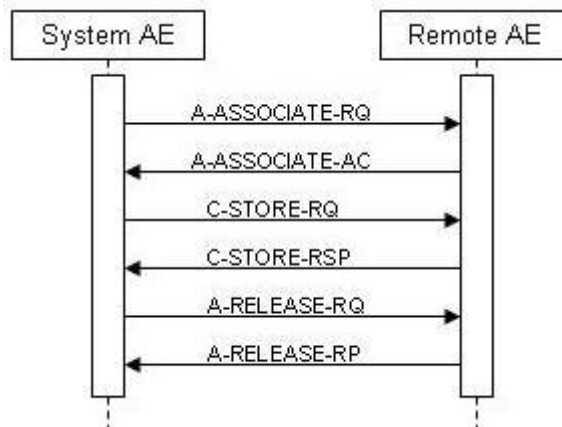 System AE
Remote AE
A-ASSOCIATE-RQ
A-ASSOCIATE-AC
C-STORE-RQ
C-STORE-RSP
A-RELEASE-RQ
A-RELEASE-RP